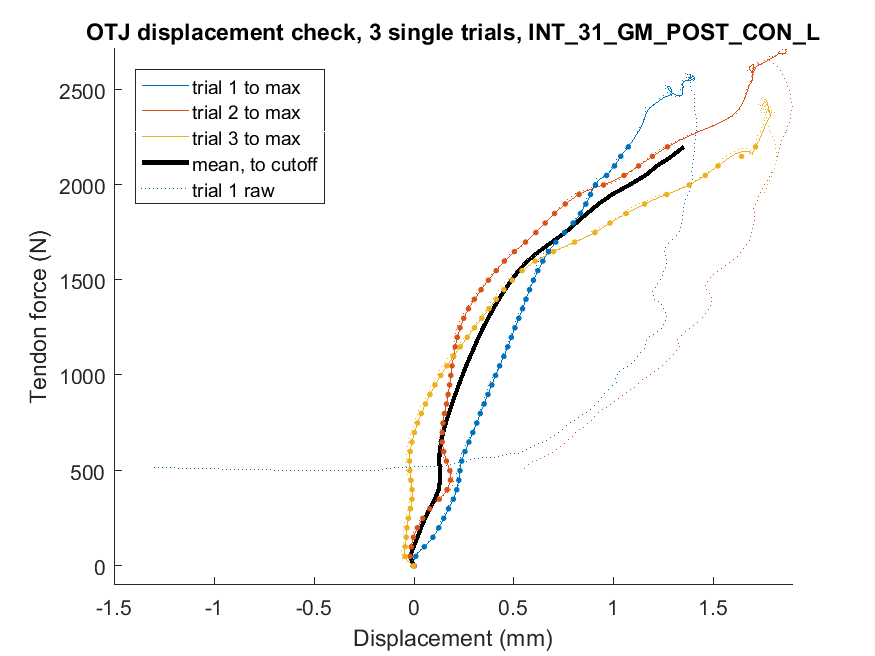 OTJ displacement check, 3 single trials, INT_31_GM_POST_CON_L
trial 1 to max
trial 2 to max
trial 3 to max
mean, to cutoff
trial 1 raw
2500
2000
1500
1000
500
0
Tendon force (N)
-1.5 -1 -0.5 0 0.5 1 1.5
Displacement (mm)